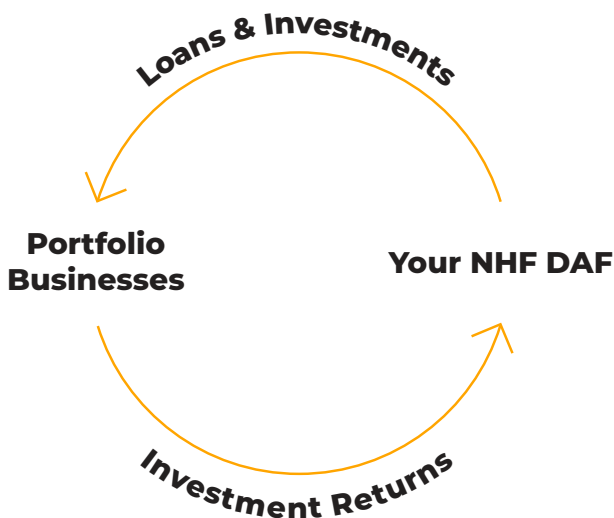 Loans & Investments
Portfolio
Businesses
Your NHF DAF
Investment Returns